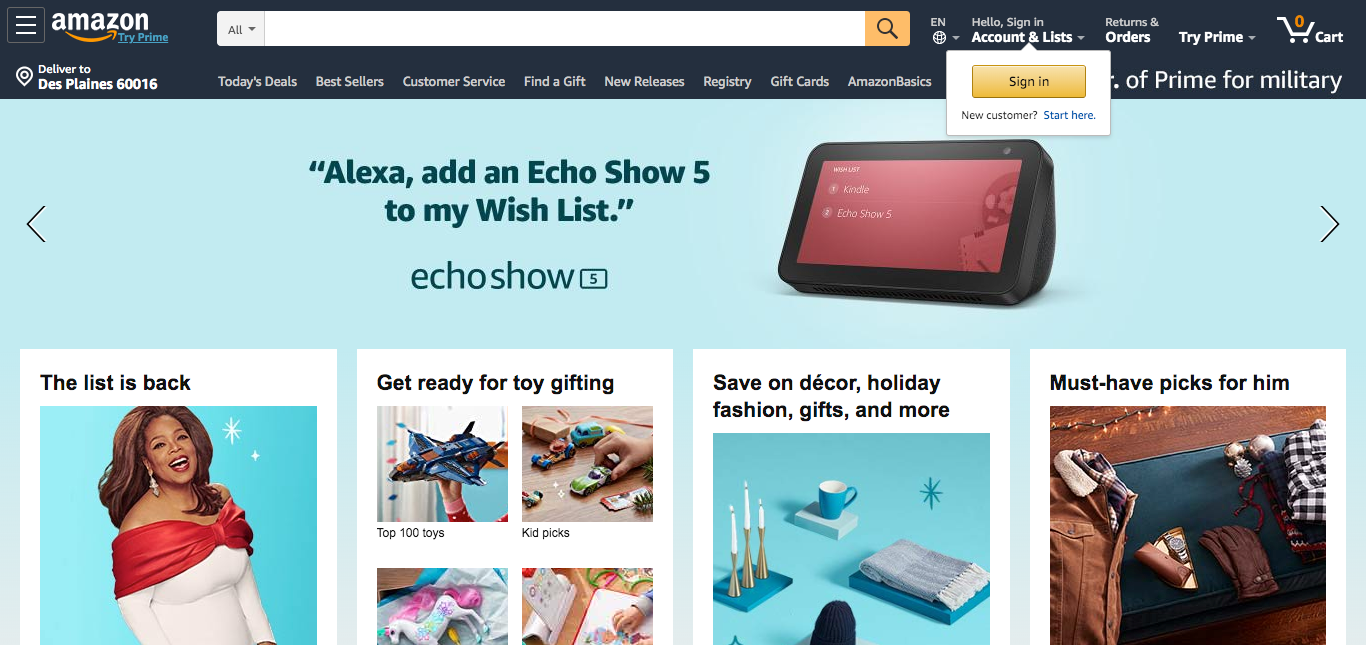 amazon
Try Prime
All
EN
Hello, Sign in
Account & Lists
Returns &
Orders
Try Prime
0
Cart
Deliver to
Des Plaines 60016
Today's Deals
Best Sellers
Customer Service
Find a Gift
New Releases
Registry
Gift Cards
AmazonBasics
r. of Prime for military
Sign in
New customer? Start here.
“Alexa, add an Echo Show 5
to my Wish List.”
echo show 5
WISH LIST
1 Kindle
2 Echo Show 5
The list is back
Get ready for toy gifting
Top 100 toys
Kid picks
Save on décor, holiday
fashion, gifts, and more
Must-have picks for him